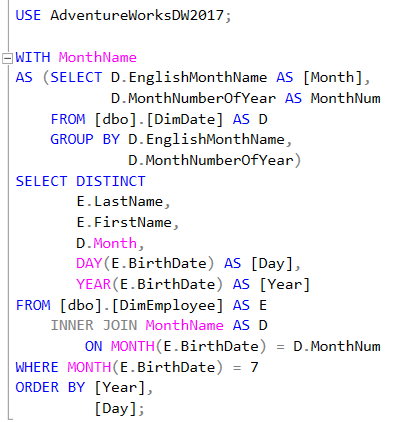 USE AdventureWorksDW2017;
WITH MonthName
AS (SELECT D.EnglishMonthName AS [Month],
D.MonthNumberOfYear AS MonthNum
FROM [dbo].[DimDate] AS D
GROUP BY D.EnglishMonthName,
D.MonthNumberOfYear)
SELECT DISTINCT
E.LastName,
E.FirstName,
D.Month,
DAY(E.BirthDate) AS [Day],
YEAR(E.BirthDate) AS [Year]
FROM [dbo].[DimEmployee] AS E
INNER JOIN MonthName AS D
ON MONTH(E.BirthDate) = D.MonthNum
WHERE MONTH(E.BirthDate) = 7
ORDER BY [Year],
[Day];